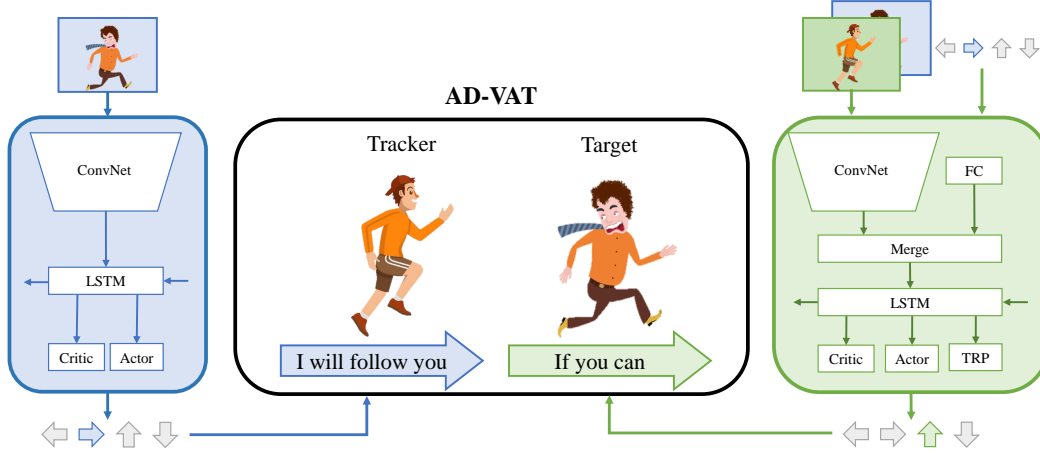 AD-VAT
Tracker
Target
I will follow you
If you can
ConvNet
LSTM
Critic
Actor
ConvNet
FC
Merge
LSTM
Critic
Actor
TRP